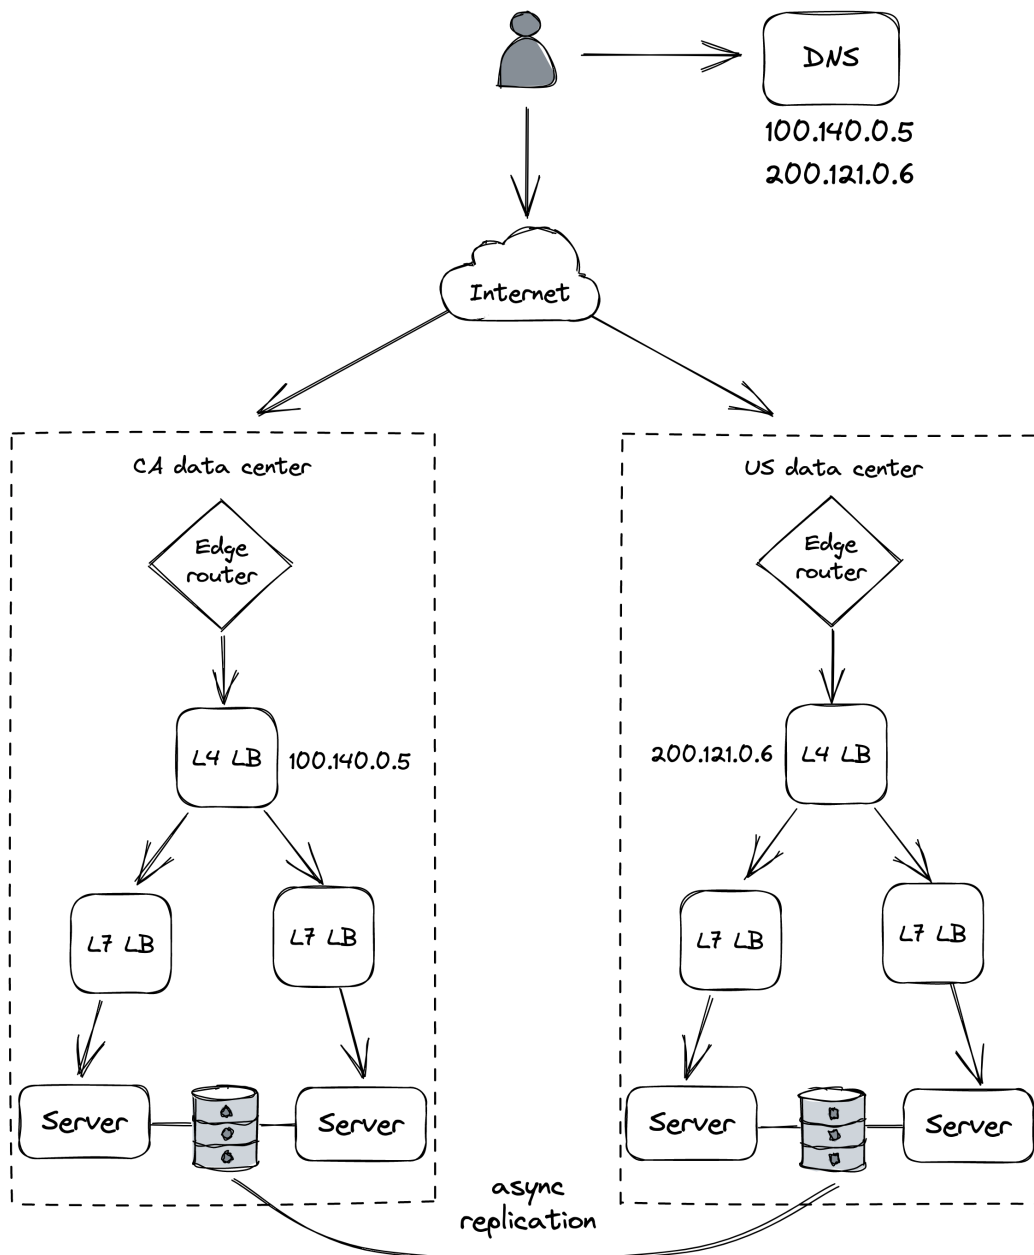 DNS
100.140.0.5
200.121.0.6
Internet
CA data center
US data center
Edge
router
Edge
router
L4 LB
100.140.0.5
200.121.0.6
L4 LB
L7 LB
L7 LB
L7 LB
L7 LB
Server
Server
Server
Server
async
replication